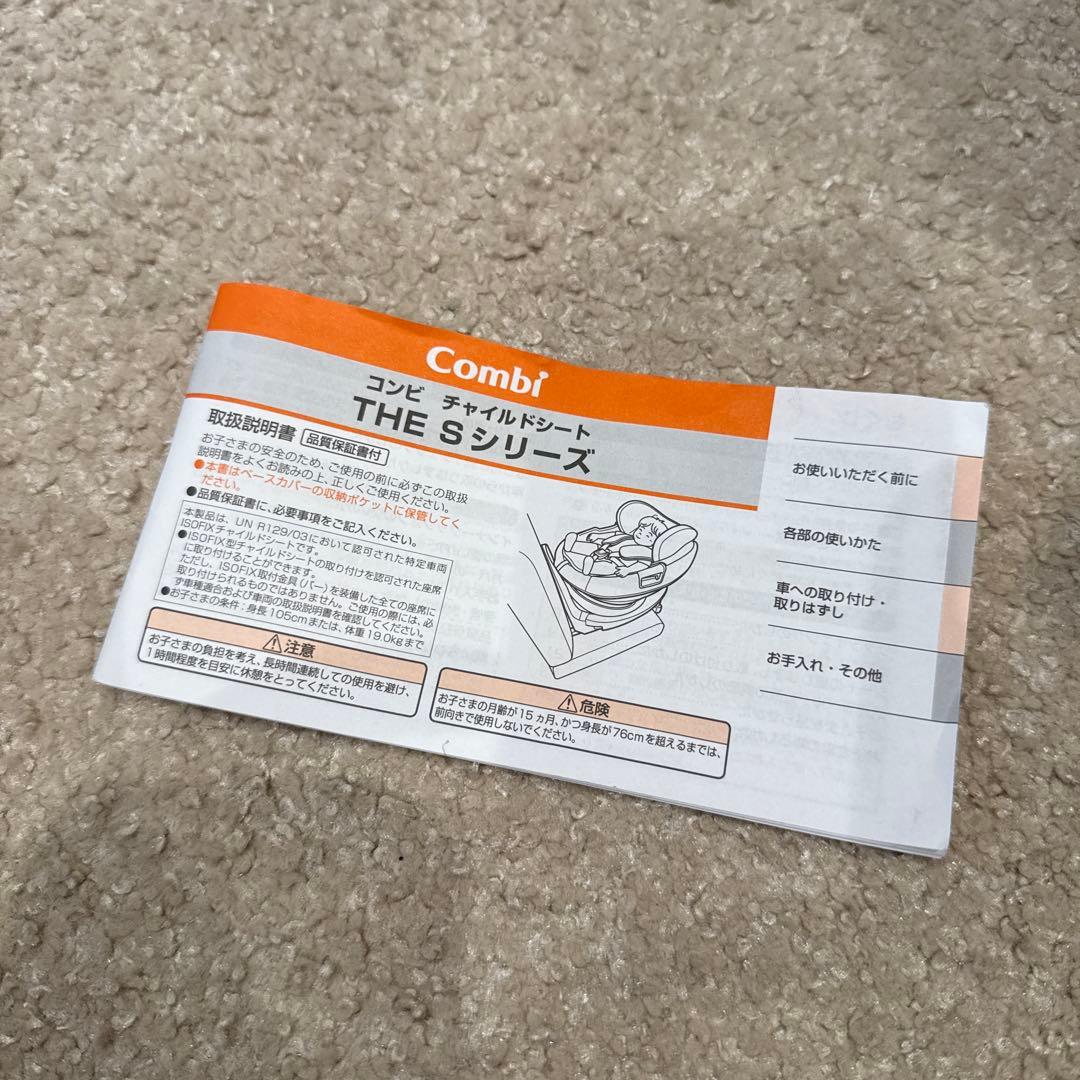 Combi
コンビ チャイルドシート
THE Sシリーズ
取扱説明書 品質保証書付
お子さまの安全のため、ご使用の前に必ずこの取扱
説明書をよくお読みの上、正しくご使用ください。
●本書はベースカバーの収納ポケットに保管してく
ださい。
●品質保証書に、必要事項をご記入ください。
本製品は、UN R129/03において認可された特定車両
ISOFIXチャイルドシートです。
●ISOFIX型チャイルドシートの取り付けを認可された座席
に取り付けることができます。
ただし、ISOFIX取付金具(バー)を装備した全ての座席に
取り付けられるものではありません。ご使用の際には、必
ず車種適合および車両の取扱説明書を確認してください。
●お子さまの条件:身長105cmまたは、体重19.0kgまで
⚠注意
お子さまの負担を考え、長時間連続しての使用を避け、
1時間程度を目安に休憩をとってください。
⚠危険
お子さまの月齢が15ヵ月、かつ身長が76cmを超えるまでは、
前向きで使用しないでください。
お使いいただく前に
各部の使いかた
車への取り付け・
取りはずし
お手入れ・その他